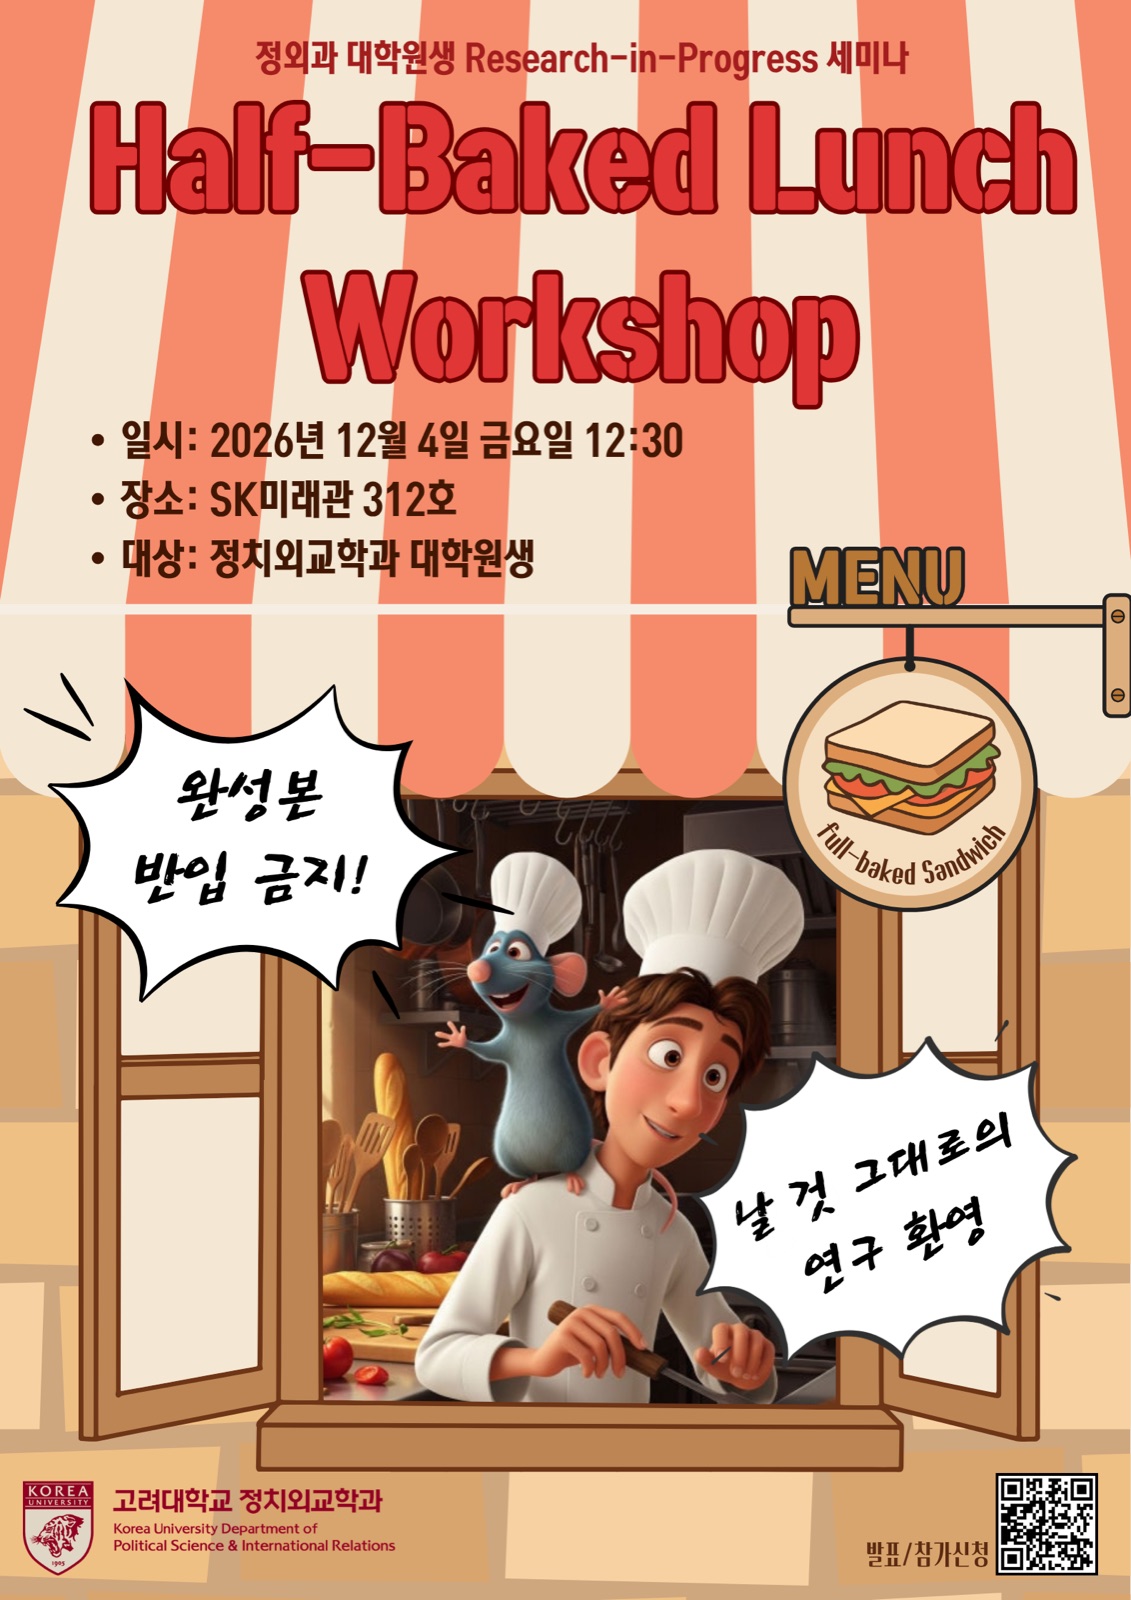 정외과 대학원생 Research-in-Progress 세미나
Half-Baked Lunch
Workshop
• 일시: 2026년 12월 4일 금요일 12:30
• 장소: SK미래관 312호
• 대상: 정치외교학과 대학원생
MENU
full-baked Sandwich
완성본
반입 금지!
날 것 그대로의
연구 환영
KOREA
UNIVERSITY
1905
고려대학교 정치외교학과
Korea University Department of
Political Science & International Relations
발표/참가신청